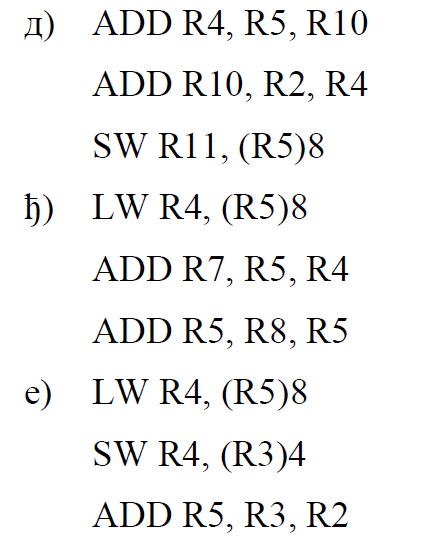 д) ADD R4, R5, R10
ADD R10, R2, R4
SW R11, (R5)8
ђ) LW R4, (R5)8
ADD R7, R5, R4
ADD R5, R8, R5
е) LW R4, (R5)8
SW R4, (R3)4
ADD R5, R3, R2